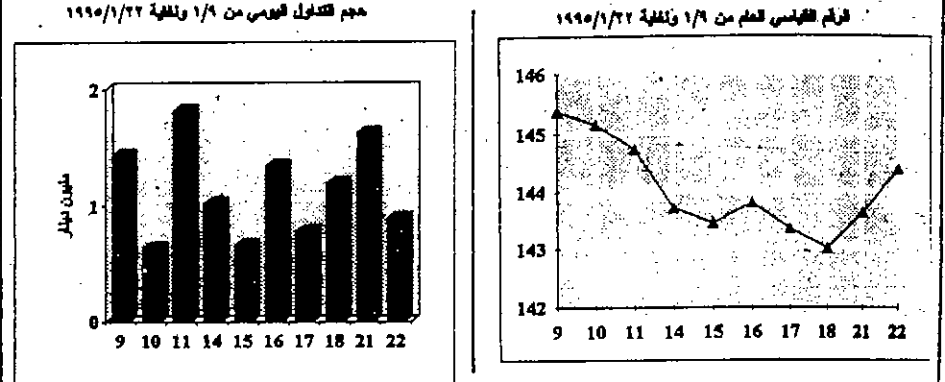 الرقم القياسي العام من ١/٩ ولغاية ١٩٩٥/١/٢٢
146
145
144
143
142
9 10 11 14 15 16 17 18 21 22
حجم التداول اليومي من ١/٩ ولغاية ١٩٩٥/١/٢٢
مليون دينار
2
1
0
9 10 11 14 15 16 17 18 21 22